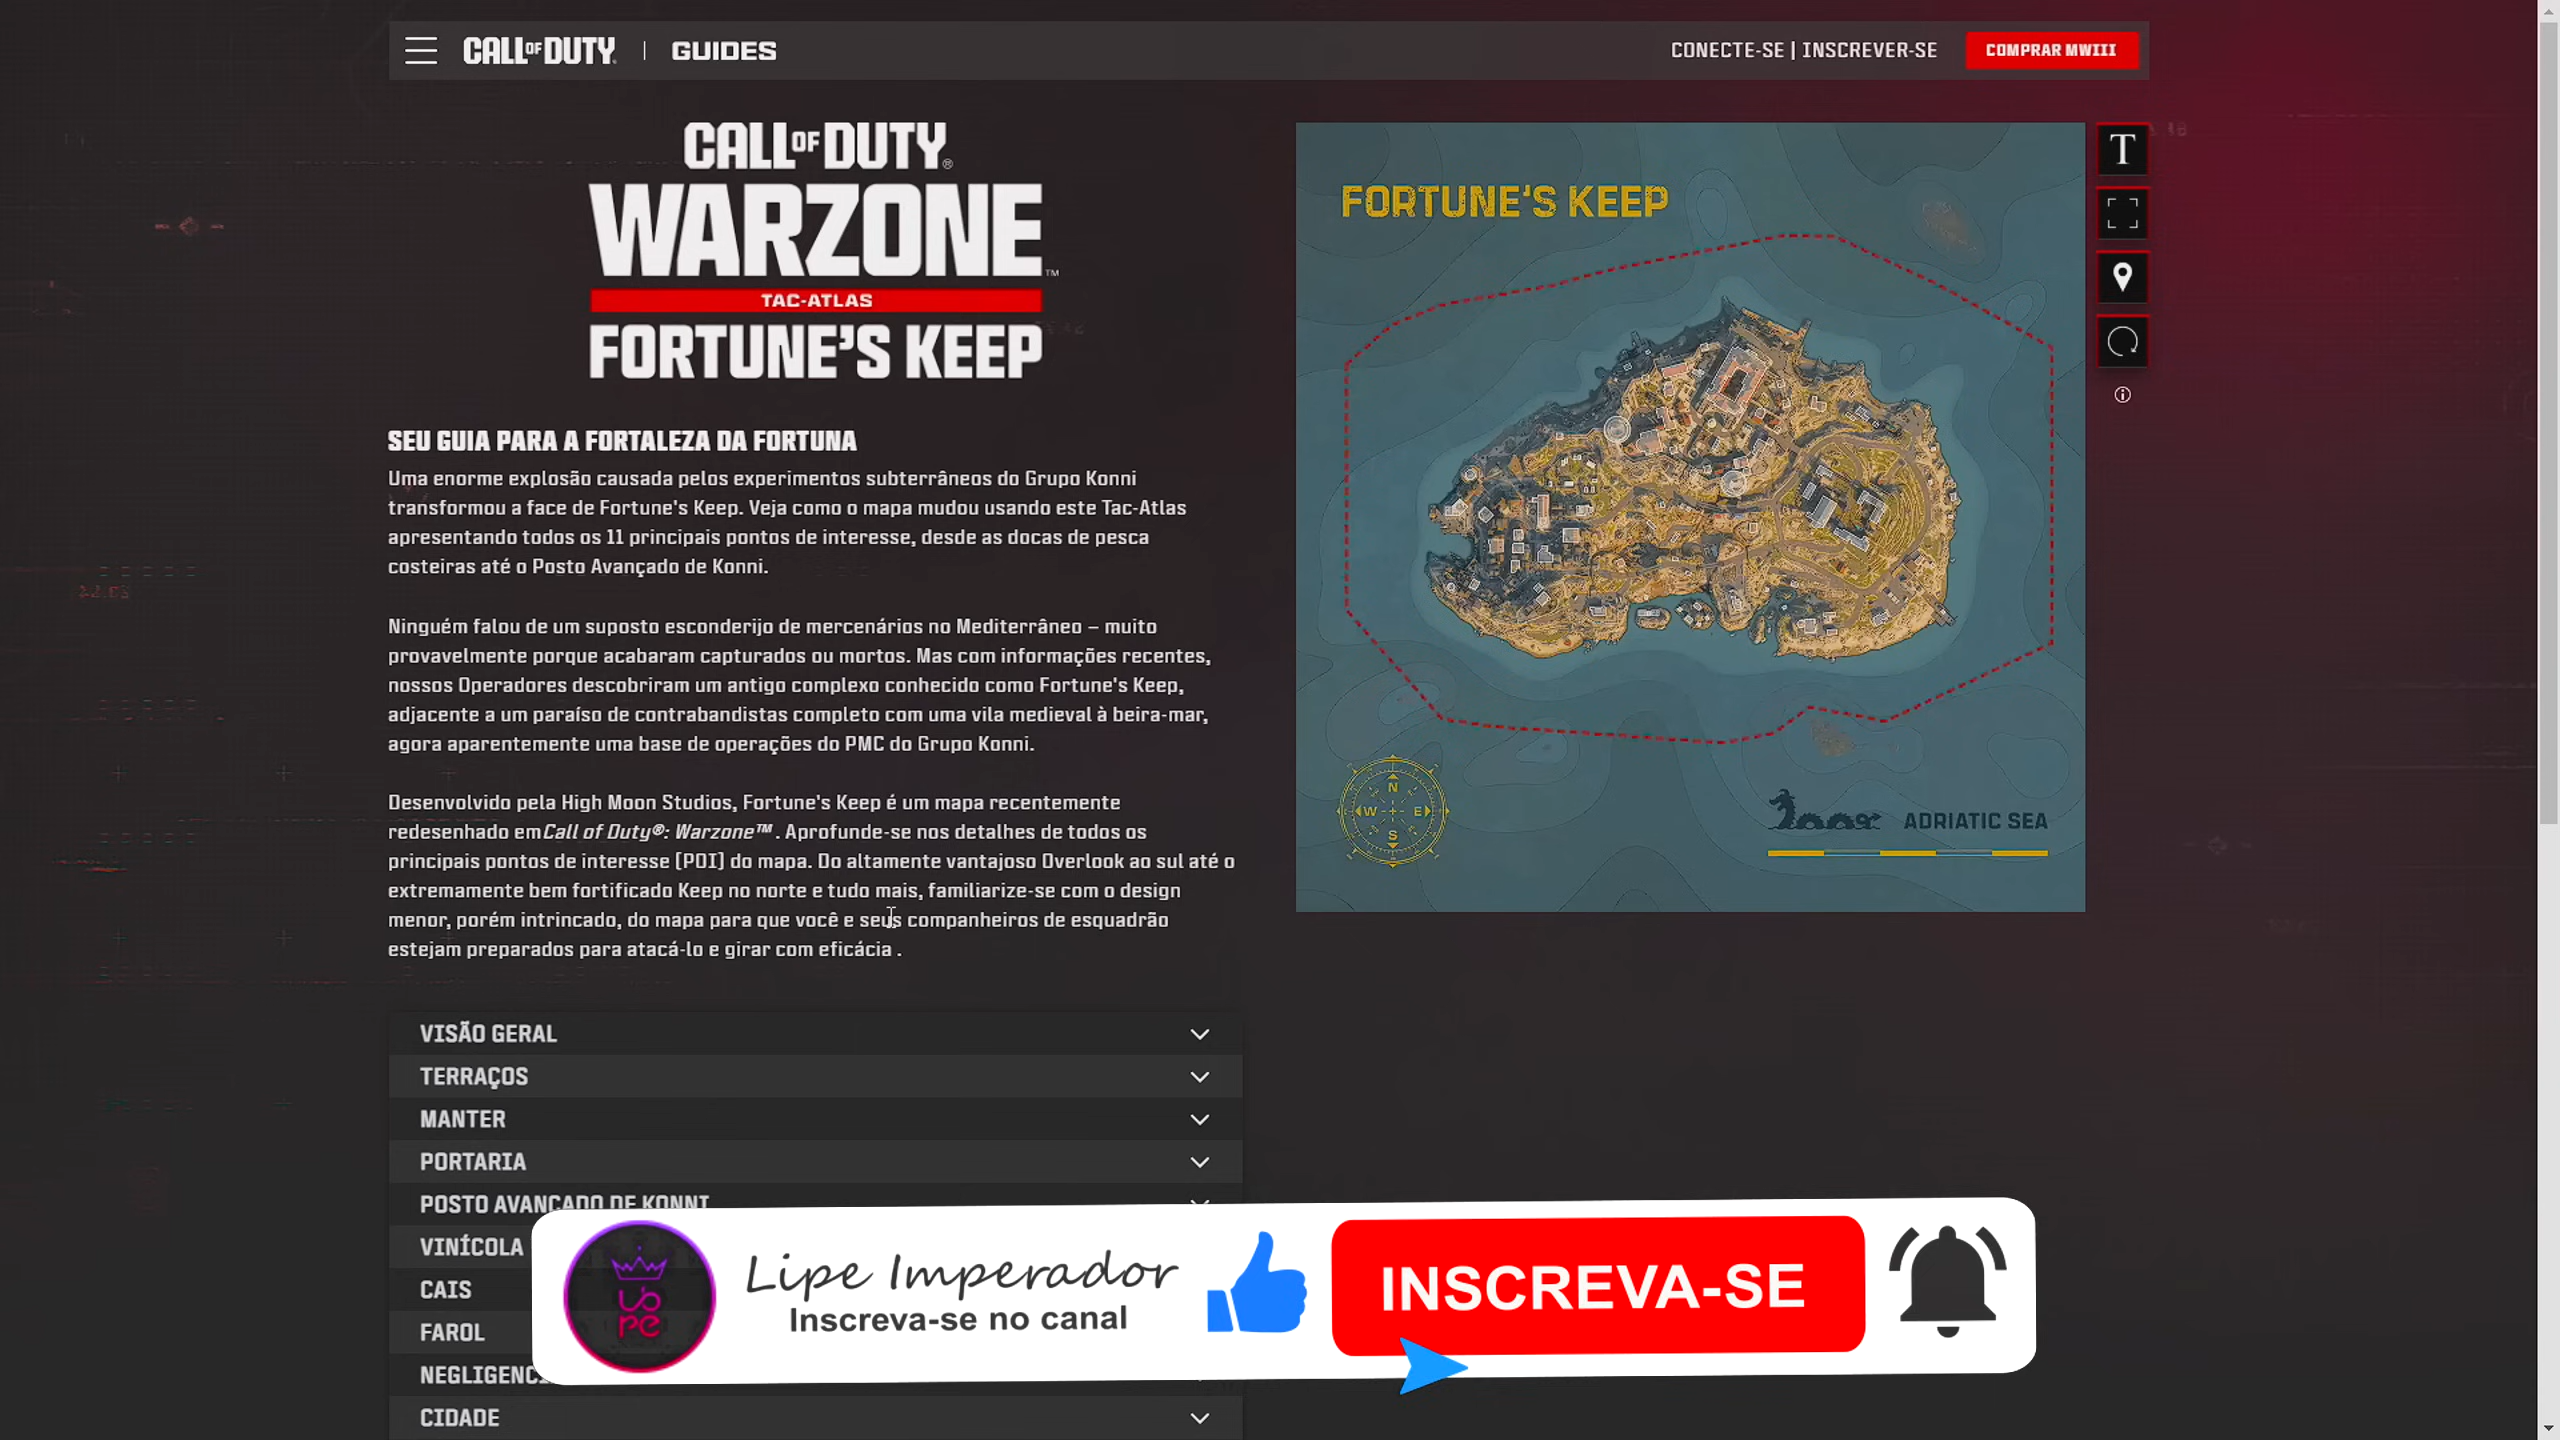 CALL OF DUTY | GUIDES
CONECTE-SE | INSCREVER-SE
COMPRAR MWIII
CALL OF DUTY®
WARZONE™
TAC-ATLAS
FORTUNE'S KEEP
SEU GUIA PARA A FORTALEZA DA FORTUNA
Uma enorme explosão causada pelos experimentos subterrâneos do Grupo Konni
transformou a face de Fortune's Keep. Veja como o mapa mudou usando este Tac-Atlas
apresentando todos os 11 principais pontos de interesse, desde as docas de pesca
costeiras até o Posto Avançado de Konni.
Ninguém falou de um suposto esconderijo de mercenários no Mediterrâneo – muito
provavelmente porque acabaram capturados ou mortos. Mas com informações recentes,
nossos Operadores descobriram um antigo complexo conhecido como Fortune's Keep,
adjacente a um paraíso de contrabandistas completo com uma vila medieval à beira-mar,
agora aparentemente uma base de operações do PMC do Grupo Konni.
Desenvolvido pela High Moon Studios, Fortune's Keep é um mapa recentemente
redesenhado emCall of Duty®: Warzone™ . Aprofunde-se nos detalhes de todos os
principais pontos de interesse [POI] do mapa. Do altamente vantajoso Overlook ao sul até o
extremamente bem fortificado Keep no norte e tudo mais, familiarize-se com o design
menor, porém intrincado, do mapa para que você e seus companheiros de esquadrão
estejam preparados para atacá-lo e girar com eficácia .
FORTUNE'S KEEP
T
N
W E
S
ADRIATIC SEA
VISÃO GERAL
TERRAÇOS
MANTER
PORTARIA
POSTO AVANÇADO DE KONNI
VINÍCOLA
CAIS
FAROL
CIDADE
Lipe Imperador
Inscreva-se no canal
INSCREVA-SE